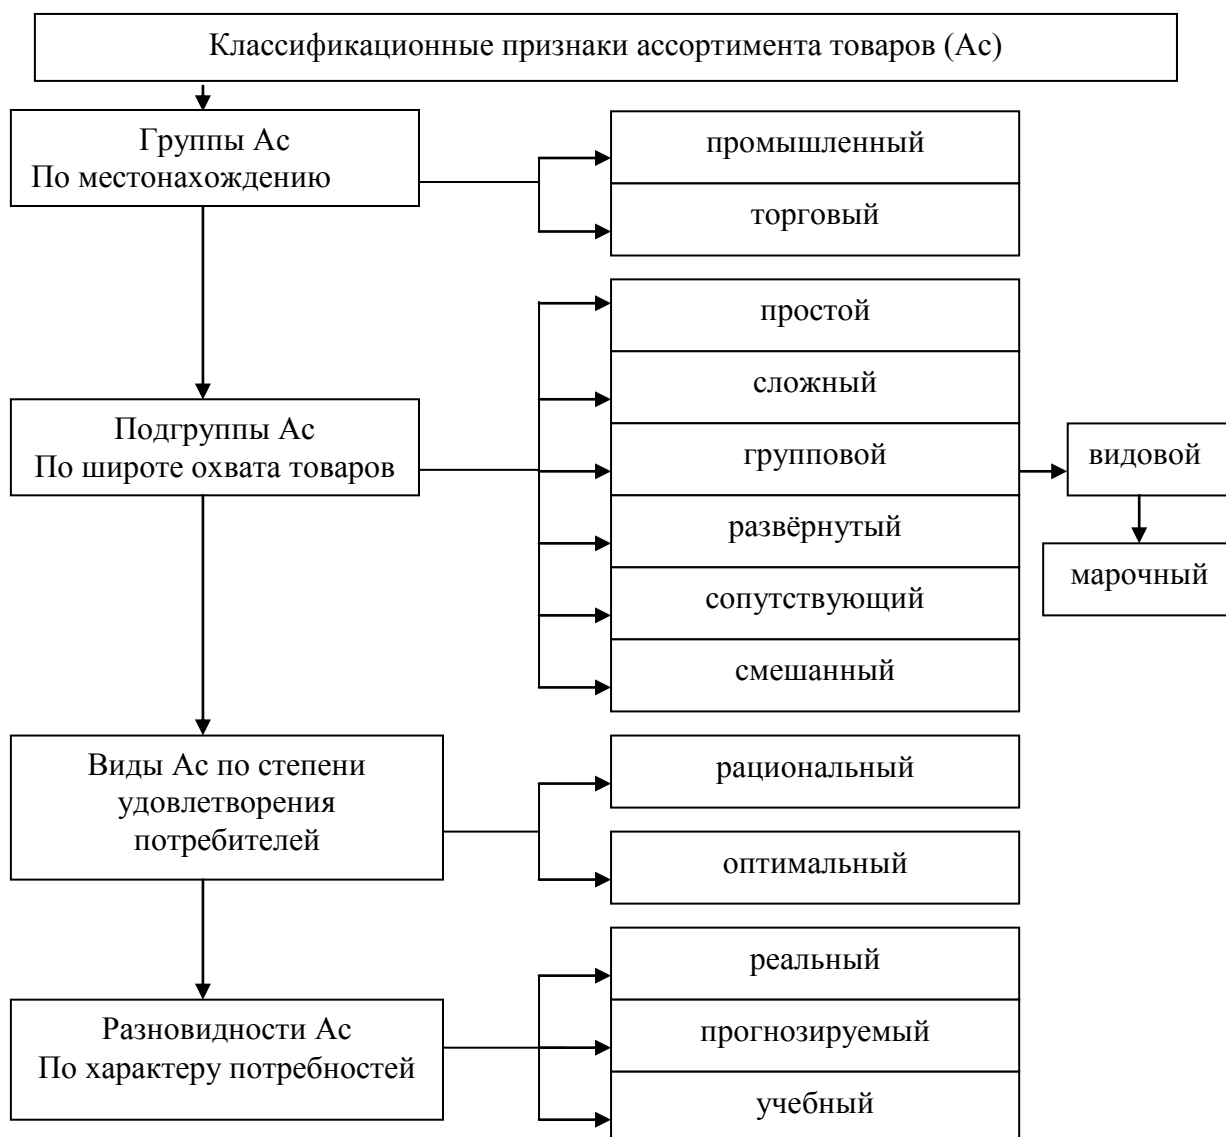 Классификационные признаки ассортимента товаров (Ас)
Группы Ас
По местонахождению
промышленный
торговый
Подгруппы Ас
По широте охвата товаров
простой
сложный
групповой
развёрнутый
сопутствующий
смешанный
видовой
марочный
Виды Ас по степени
удовлетворения
потребителей
рациональный
оптимальный
Разновидности Ас
По характеру потребностей
реальный
прогнозируемый
учебный